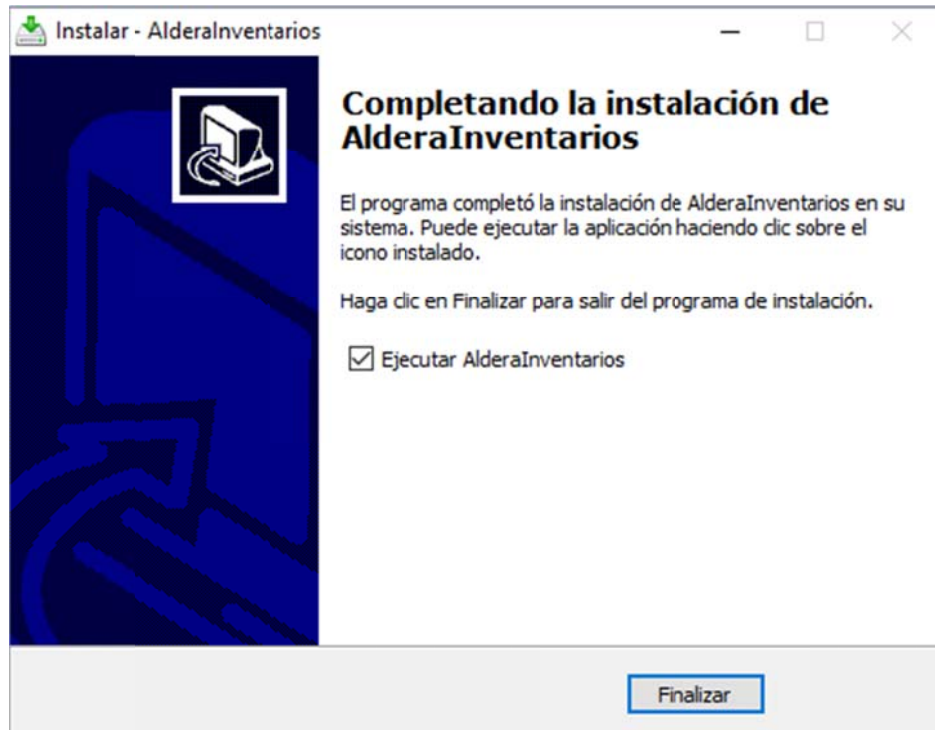 Instalar - AlderaInventarios
Completando la instalación de
AlderaInventarios
El programa completó la instalación de AlderaInventarios en su
sistema. Puede ejecutar la aplicación haciendo clic sobre el
icono instalado.
Haga clic en Finalizar para salir del programa de instalación.
Ejecutar AlderaInventarios
Finalizar